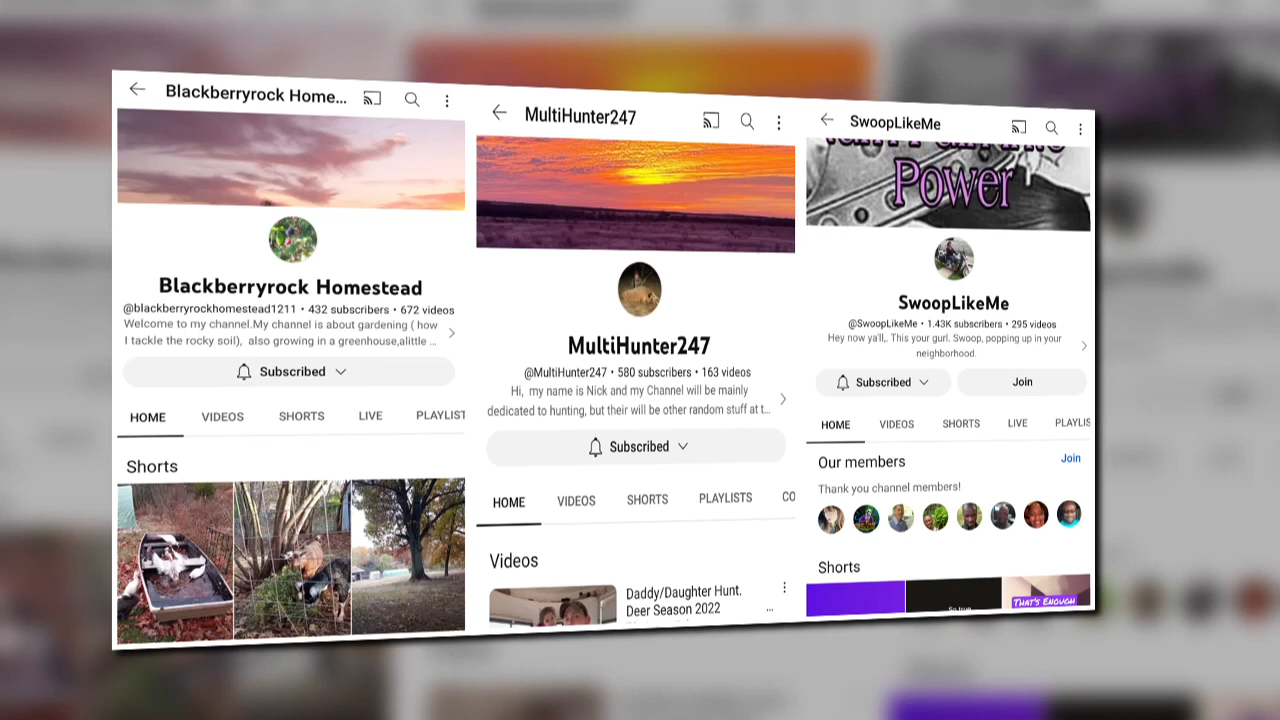 Blackberryrock Home...
Blackberryrock Homestead
@blackberryrockhomestead1211 • 432 subscribers • 672 videos
Welcome to my channel.My channel is about gardening ( how
I tackle the rocky soil), also growing in a greenhouse,alittle ...
Subscribed
HOME VIDEOS SHORTS LIVE PLAYLIST
Shorts
MultiHunter247
MultiHunter247
@MultiHunter247 • 580 subscribers • 163 videos
Hi, my name is Nick and my Channel will be mainly
dedicated to hunting, but their will be other random stuff at t...
Subscribed
HOME VIDEOS SHORTS PLAYLISTS CO
Videos
Daddy/Daughter Hunt.
Deer Season 2022
SwoopLikeMe
Power
SwoopLikeMe
@SwoopLikeMe • 1.43K subscribers • 295 videos
Hey now ya'll,. This your gurl. Swoop, popping up in your
neighborhood.
Subscribed Join
HOME VIDEOS SHORTS LIVE PLAYLIS
Our members Join
Thank you channel members!
Shorts
So true
THAT'S ENOUGH